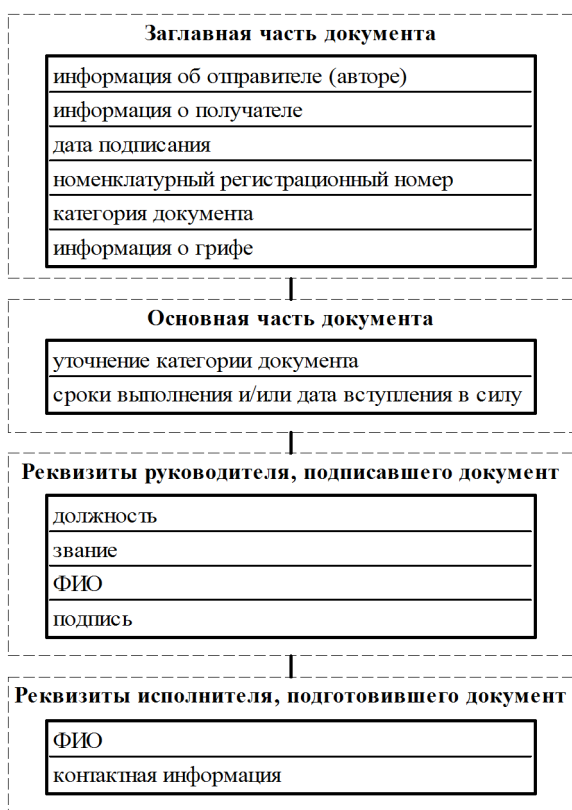 Заглавная часть документа
информация об отправителе (авторе)
информация о получателе
дата подписания
номенклатурный регистрационный номер
категория документа
информация о грифе
Основная часть документа
уточнение категории документа
сроки выполнения и/или дата вступления в силу
Реквизиты руководителя, подписавшего документ
должность
звание
ФИО
подпись
Реквизиты исполнителя, подготовившего документ
ФИО
контактная информация